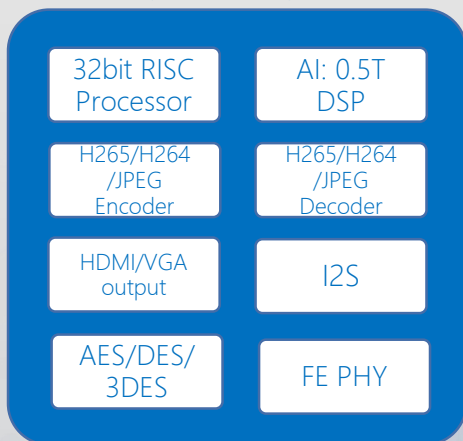 32bit RISC
Processor
AI: 0.5T
DSP
H265/H264
/JPEG
Encoder
H265/H264
/JPEG
Decoder
HDMI/VGA
output
I2S
AES/DES/
3DES
FE PHY